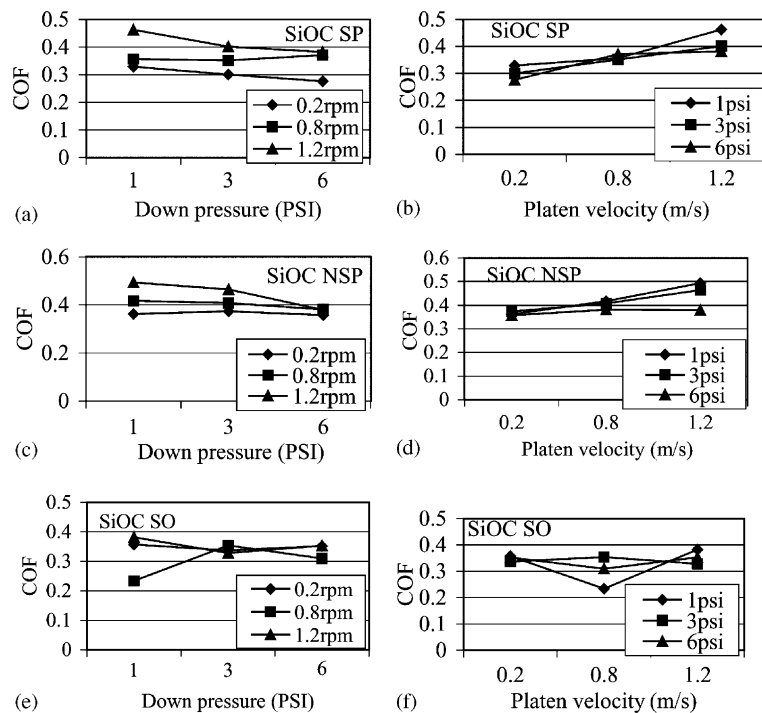 0.5
0.4
0.3
0.2
0.1
0
COF
SiOC SP
0.2rpm
0.8rpm
1.2rpm
1 3 6
(a) Down pressure (PSI)
0.5
0.4
0.3
0.2
0.1
0
COF
SiOC SP
1psi
3psi
6psi
0.2 0.8 1.2
(b) Platen velocity (m/s)
0.6
0.4
0.2
0
COF
SiOC NSP
0.2rpm
0.8rpm
1.2rpm
1 3 6
(c) Down pressure (PSI)
0.6
0.5
0.4
0.3
0.2
0.1
0
COF
SiOC NSP
1psi
3psi
6psi
0.2 0.8 1.2
(d) Platen velocity (m/s)
0.5
0.4
0.3
0.2
0.1
0
COF
SiOC SO
0.2rpm
0.8rpm
1.2rpm
1 3 6
(e) Down pressure (PSI)
0.5
0.4
0.3
0.2
0.1
0
COF
SiOC SO
1psi
3psi
6psi
0.2 0.8 1.2
(f) Platen velocity (m/s)